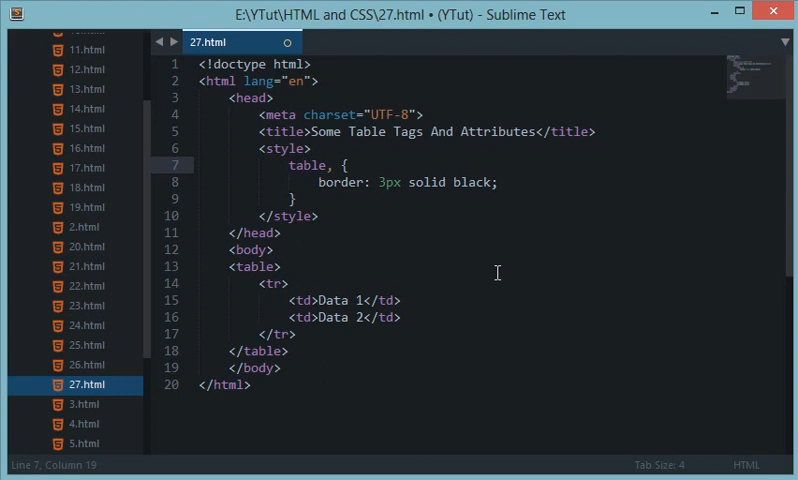 E:\YTut\HTML and CSS\27.html • (YTut) - Sublime Text
11.html
12.html
13.html
14.html
15.html
16.html
17.html
18.html
19.html
2.html
20.html
21.html
22.html
23.html
24.html
25.html
26.html
27.html
3.html
4.html
5.html
27.html
1 <!doctype html>
2 <html lang="en">
3 <head>
4 <meta charset="UTF-8">
5 <title>Some Table Tags And Attributes</title>
6 <style>
7 table, {
8 border: 3px solid black;
9 }
10 </style>
11 </head>
12 <body>
13 <table>
14 <tr>
15 <td>Data 1</td>
16 <td>Data 2</td>
17 </tr>
18 </table>
19 </body>
20 </html>
Line 7, Column 19
Tab Size: 4
HTML